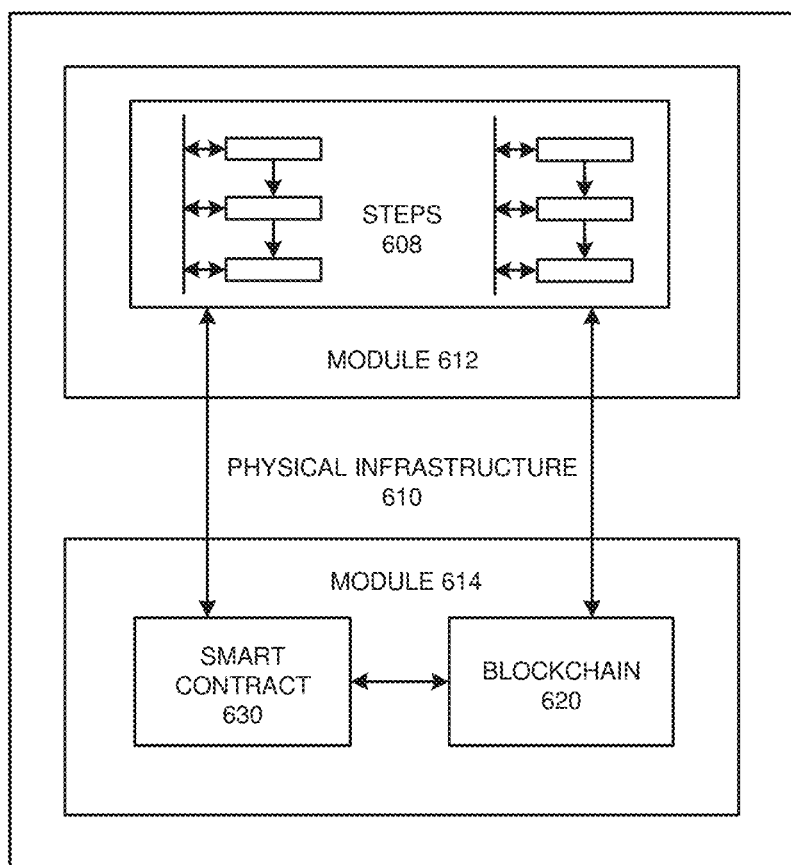 STEPS
608
MODULE 612
PHYSICAL INFRASTRUCTURE
610
MODULE 614
SMART
CONTRACT
630
BLOCKCHAIN
620